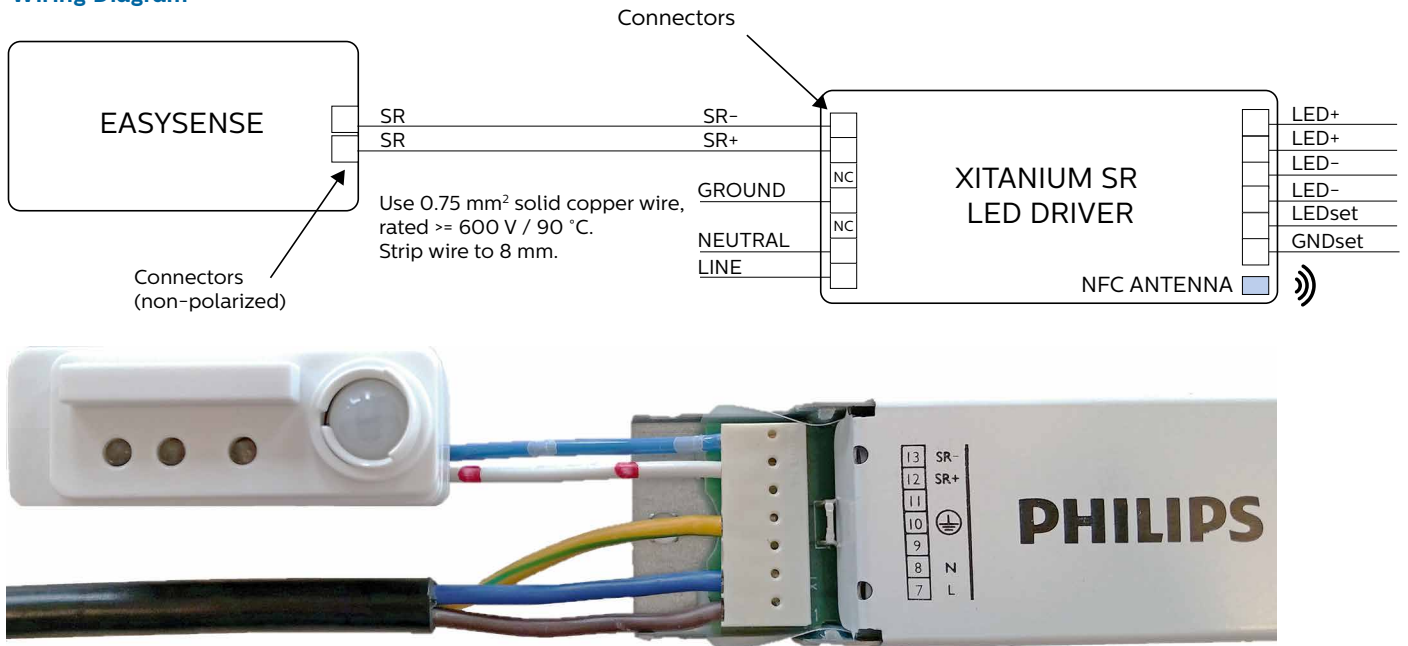 Wiring Diagram
Connectors
EASYSENSE
SR
SR
SR-
SR+
NC
GROUND
NC
NEUTRAL
LINE
Use 0.75 mm² solid copper wire,
rated >= 600 V / 90 °C.
Strip wire to 8 mm.
Connectors
(non-polarized)
XITANIUM SR
LED DRIVER
LED+
LED+
LED-
LED-
LEDset
GNDset
NFC ANTENNA
13 SR-
12 SR+
11
10
9
8 N
7 L
PHILIPS